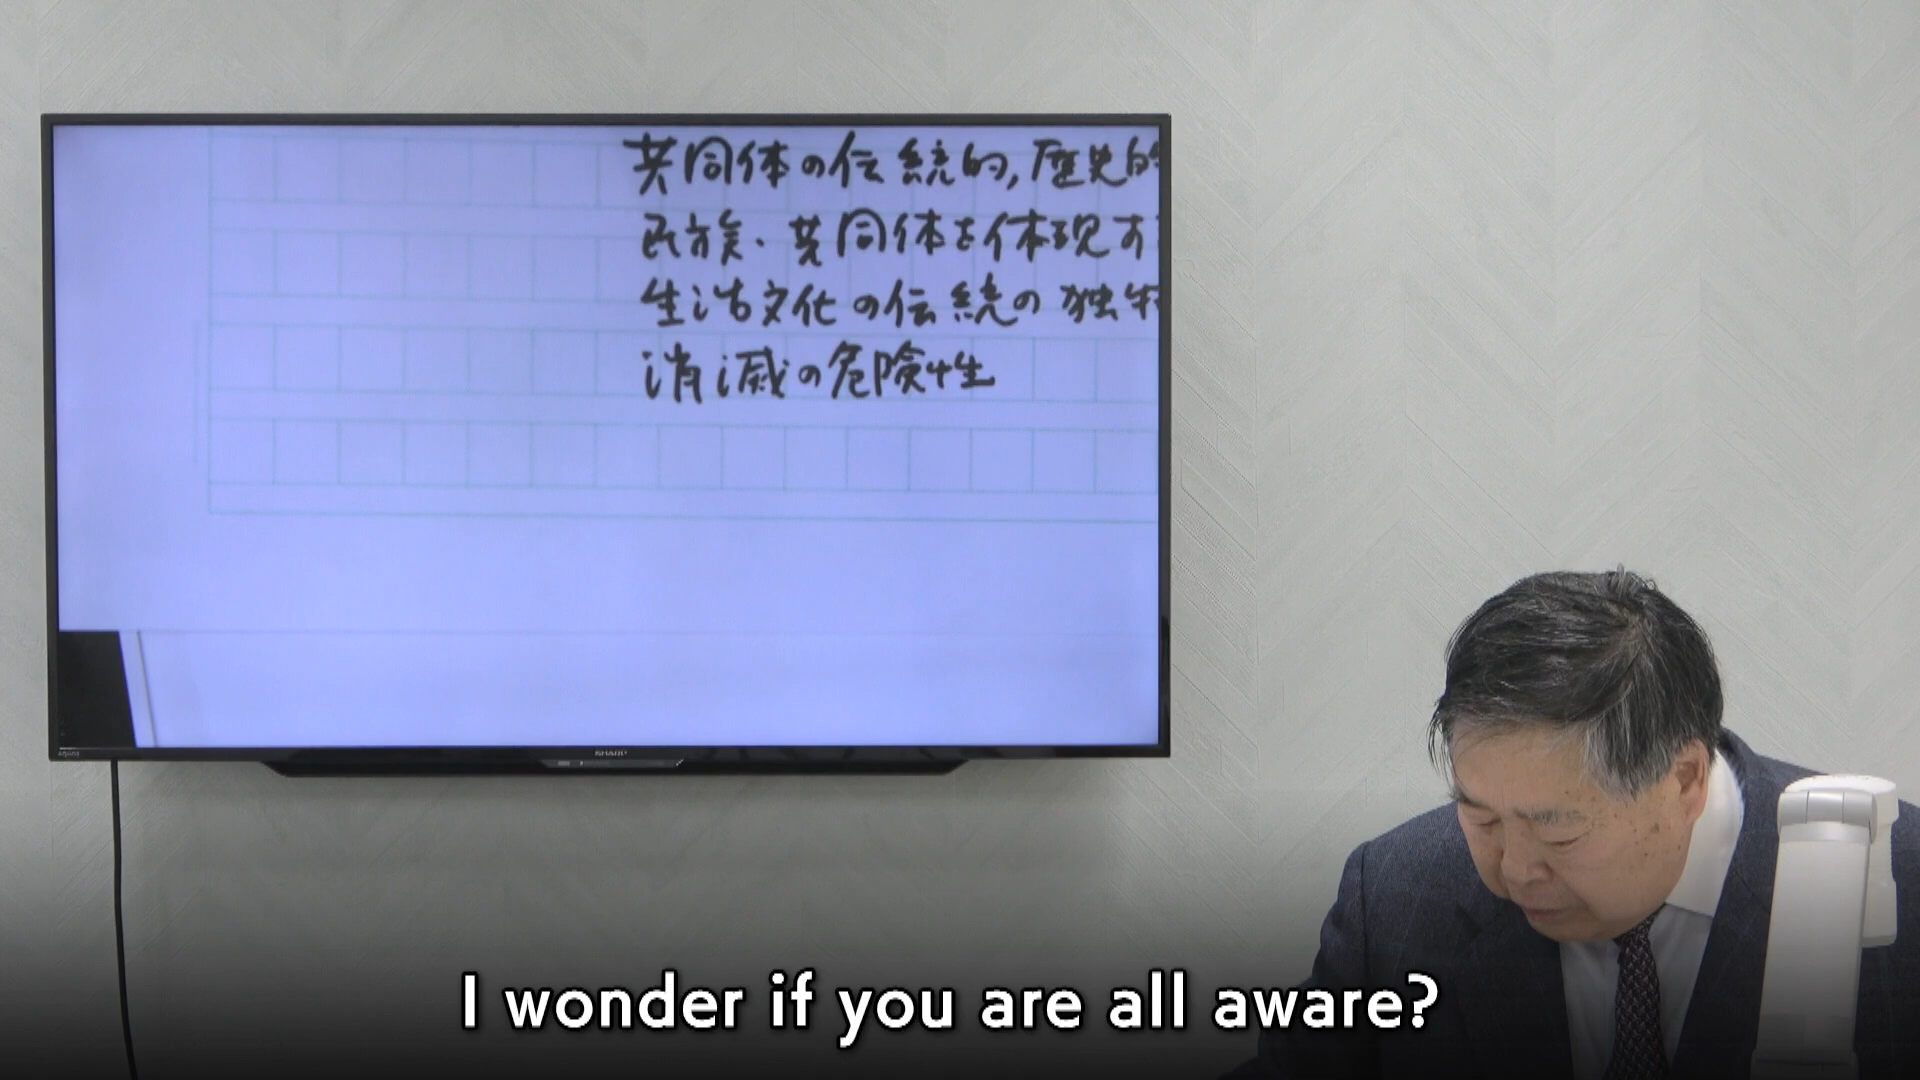 共同体の伝統的,歴史的
民族・共同体を体現す
生活文化の伝統の独特
消滅の危険性
SHARP
I wonder if you are all aware?